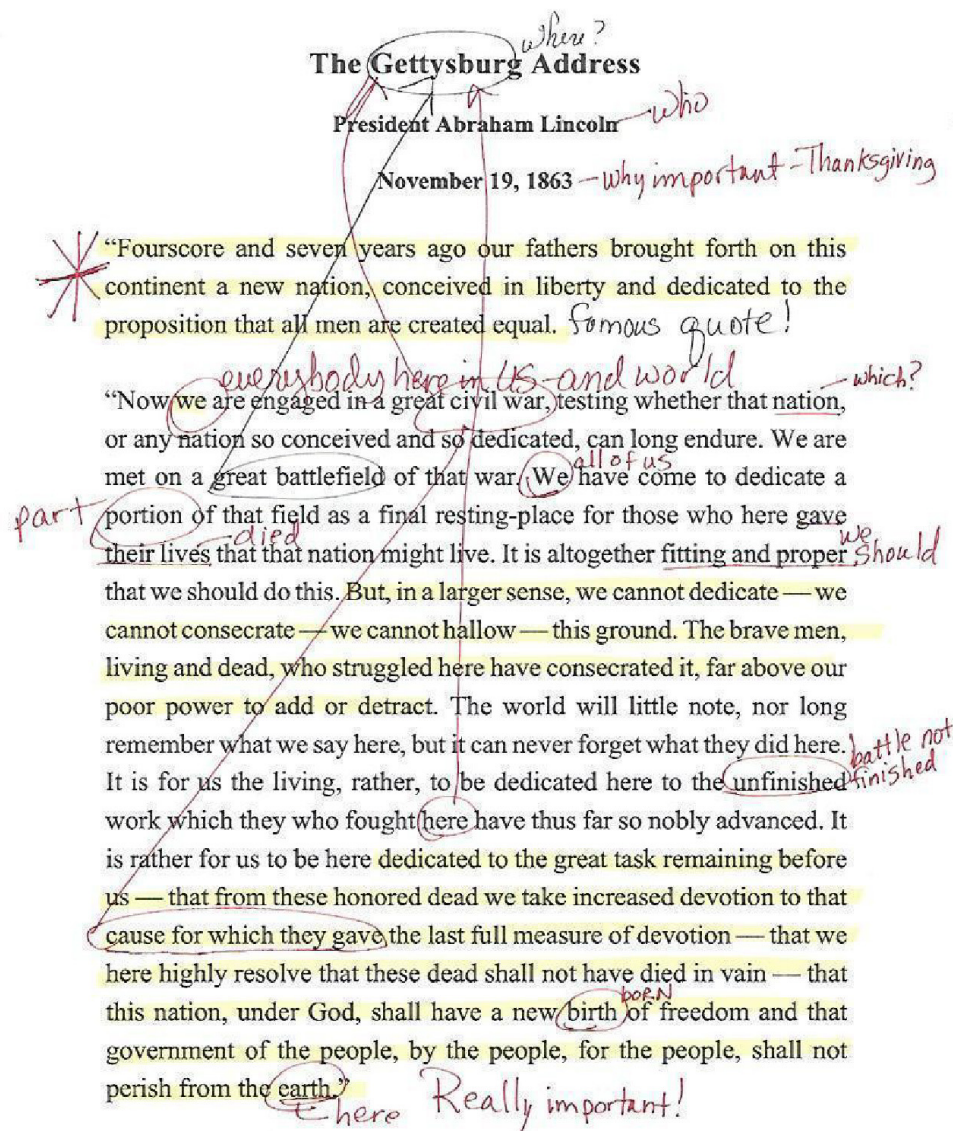 where?
The Gettysburg Address
President Abraham Lincoln — who
November 19, 1863 — why important - Thanksgiving
“Fourscore and seven years ago our fathers brought forth on this
continent a new nation, conceived in liberty and dedicated to the
proposition that all men are created equal. famous quote!
everybody here in US - and world
which?
“Now we are engaged in a great civil war, testing whether that nation,
or any nation so conceived and so dedicated, can long endure. We are
all of us
met on a great battlefield of that war. We have come to dedicate a
part portion of that field as a final resting-place for those who here gave
died
we should
their lives that that nation might live. It is altogether fitting and proper
that we should do this. But, in a larger sense, we cannot dedicate — we
cannot consecrate — we cannot hallow — this ground. The brave men,
living and dead, who struggled here have consecrated it, far above our
poor power to add or detract. The world will little note, nor long
remember what we say here, but it can never forget what they did here.
battle not finished
It is for us the living, rather, to be dedicated here to the unfinished
work which they who fought here have thus far so nobly advanced. It
is rather for us to be here dedicated to the great task remaining before
us — that from these honored dead we take increased devotion to that
cause for which they gave the last full measure of devotion — that we
here highly resolve that these dead shall not have died in vain — that
born
this nation, under God, shall have a new birth of freedom and that
government of the people, by the people, for the people, shall not
perish from the earth.”
here Really important!